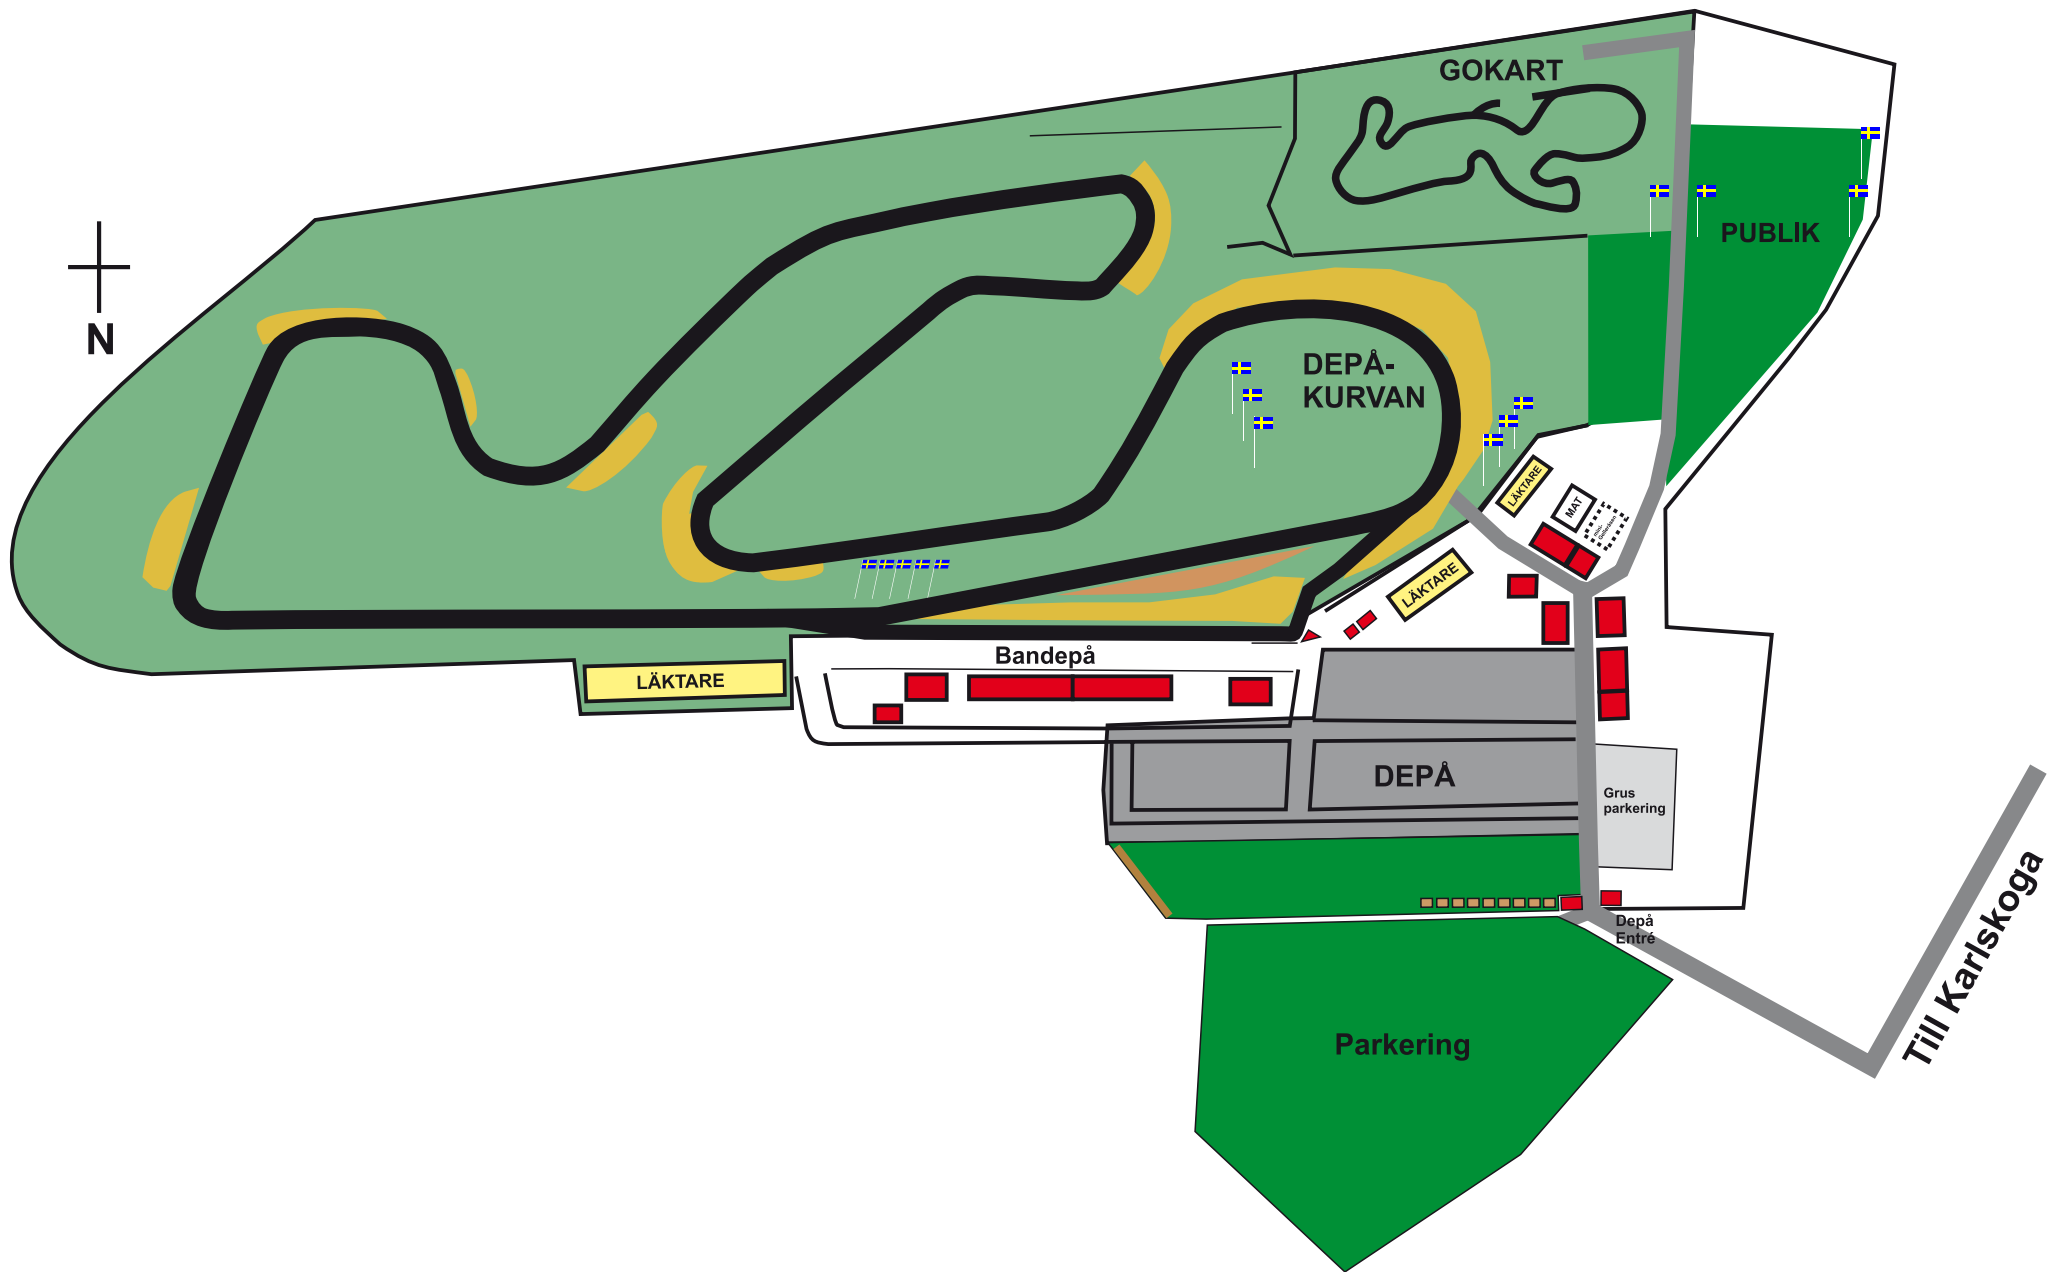 GOKART
PUBLIK
N
DEPÅ-
KURVAN
LÄKTARE
MAT
LÄKTARE
Bandepå
LÄKTARE
DEPÅ
Grus
parkering
Depå
Entré
Till Karlskoga
Parkering